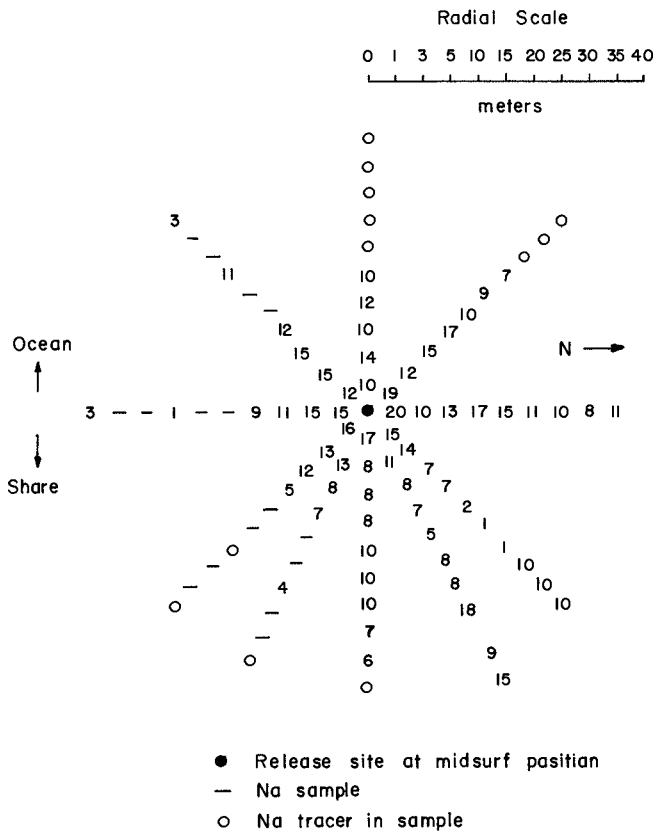 Radial Scale
0 1 3 5 10 15 20 25 30 35 40
meters
3
11 10 7
9
12
10
12 10 17
Ocean
N
15 14 15
15 12
10
12 19
3 1 9 11 15 15 20 10 13 17 15 11 10 8 11
16 17 15
13 14
12 13 8 11 7
Share
5 8 8 7
8
7 7 2
8 1
5
10 1
8 10
4 10 8 10
10 18 10
7
6 9
15
Release site at midsurf pasitian
Na sample
Na tracer in sample